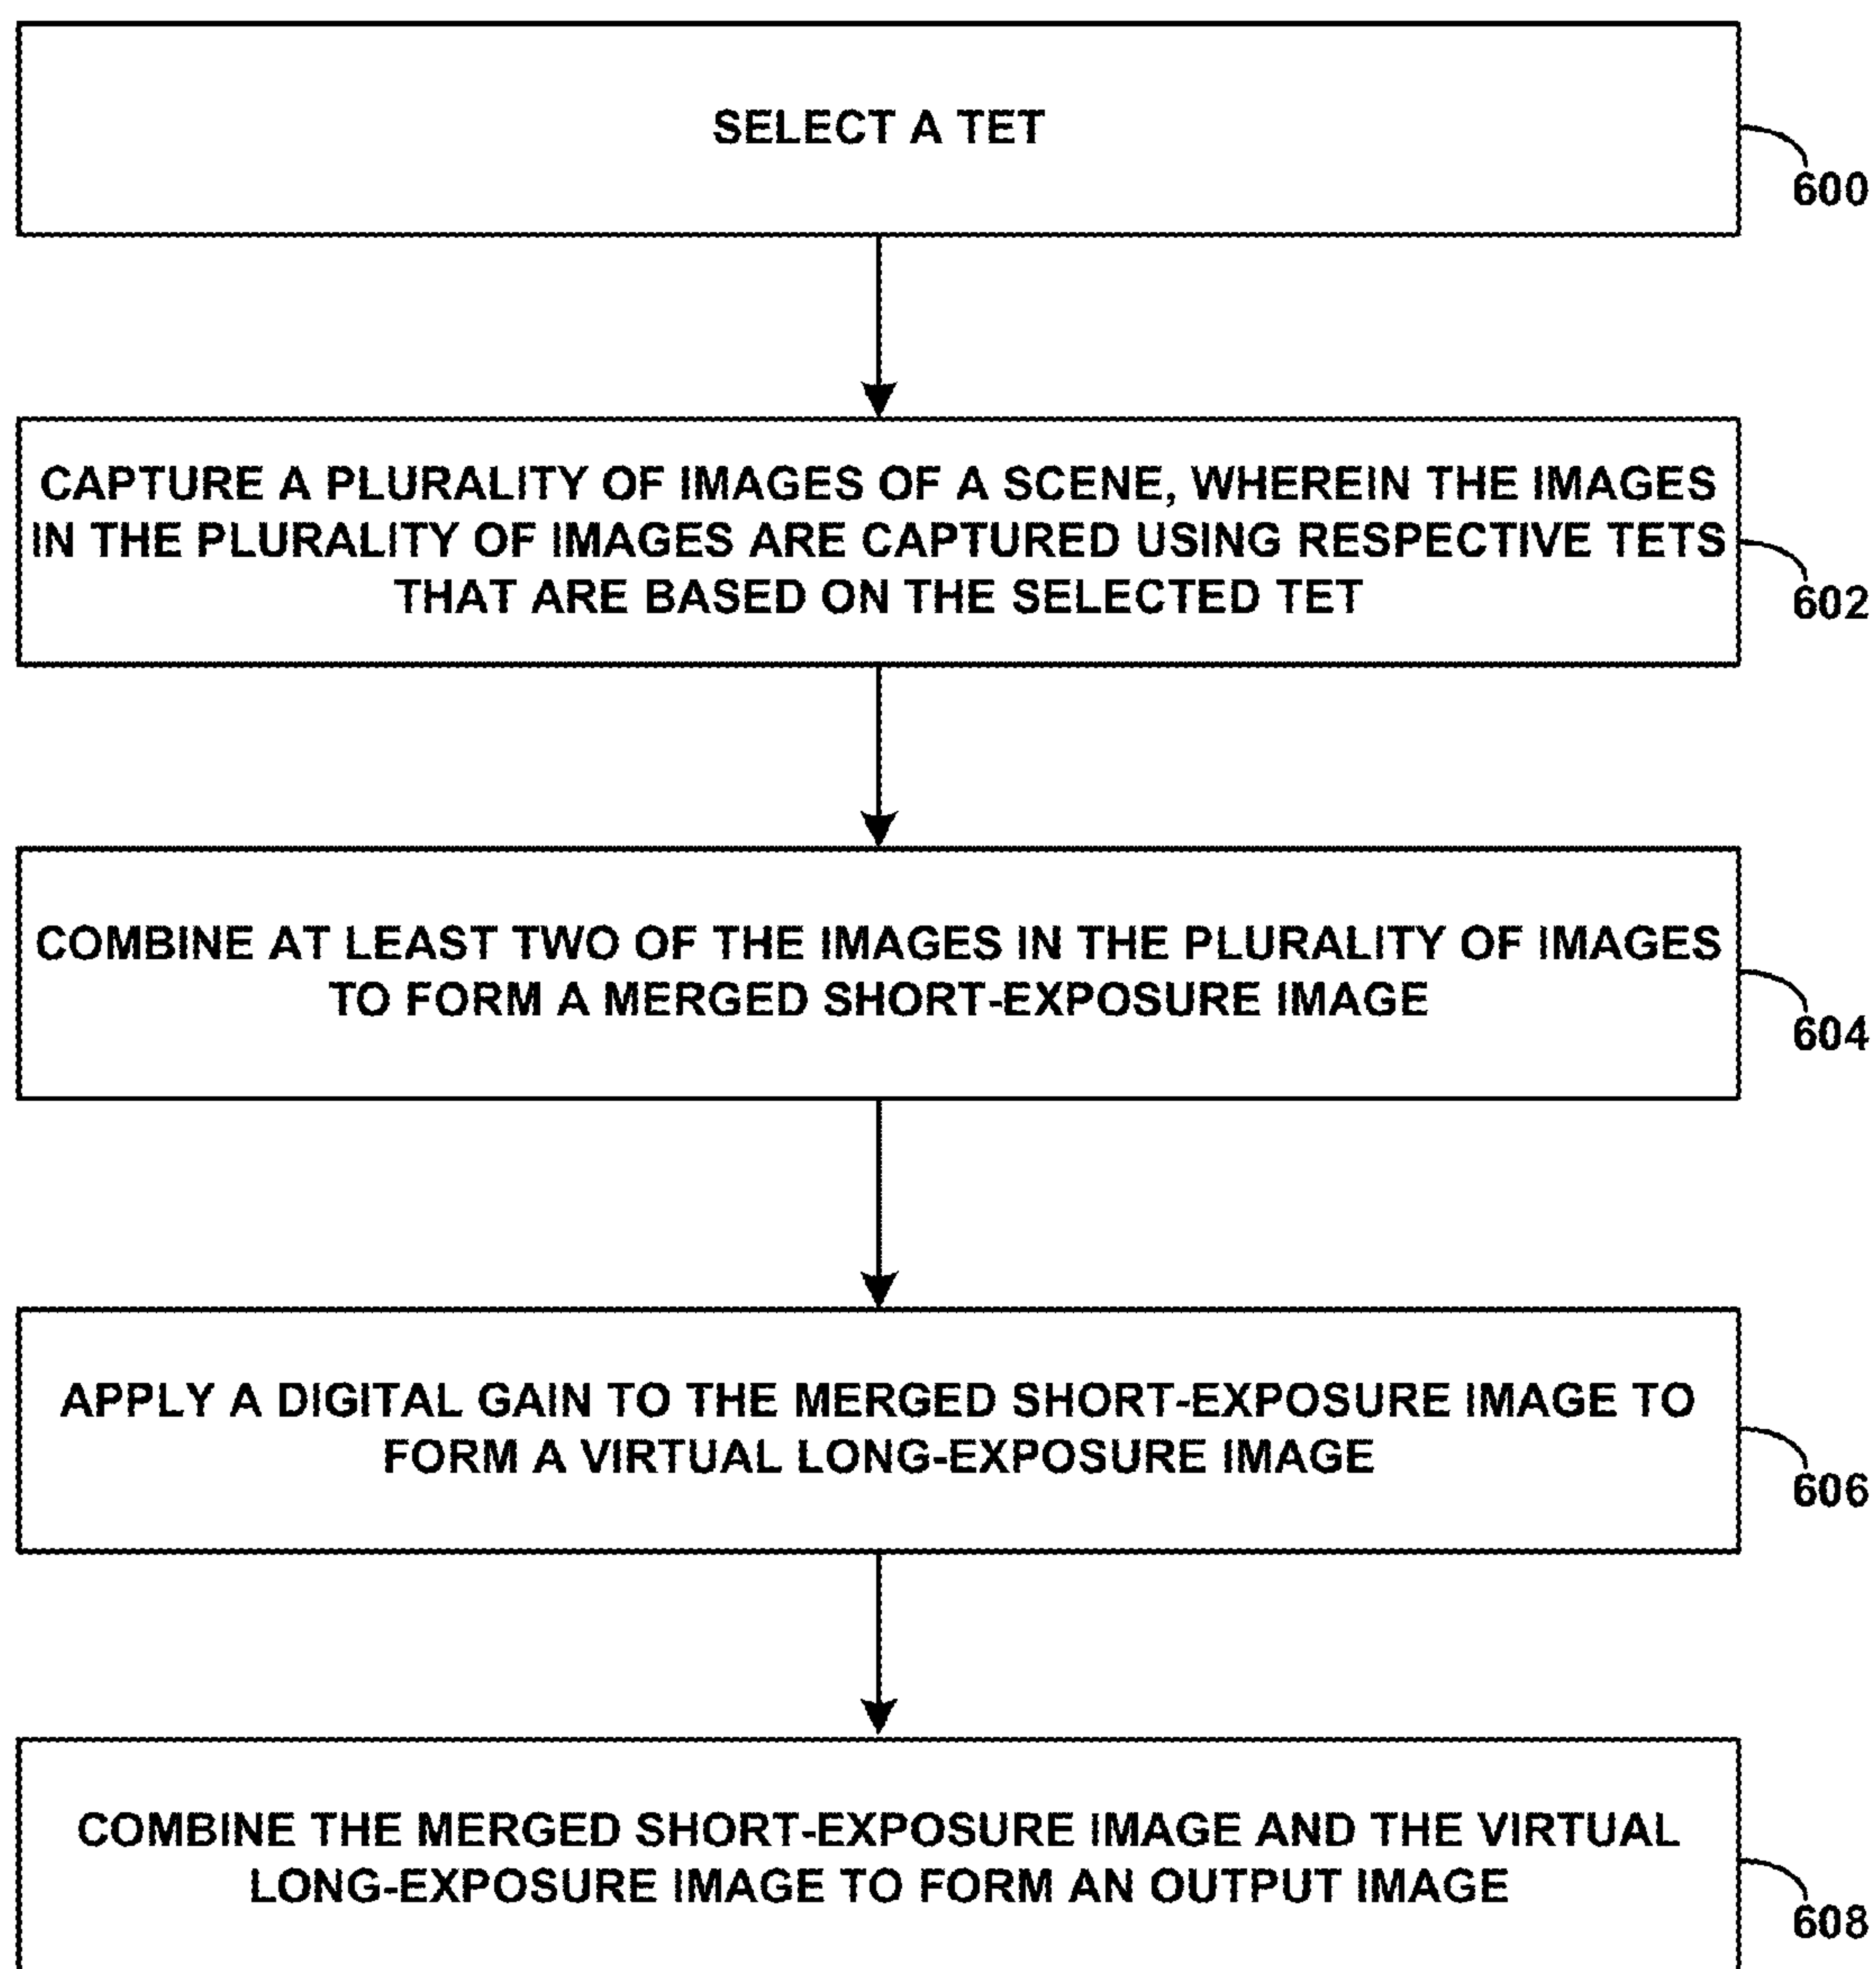 SELECT A TET
600
CAPTURE A PLURALITY OF IMAGES OF A SCENE, WHEREIN THE IMAGES
IN THE PLURALITY OF IMAGES ARE CAPTURED USING RESPECTIVE TETS
THAT ARE BASED ON THE SELECTED TET
602
COMBINE AT LEAST TWO OF THE IMAGES IN THE PLURALITY OF IMAGES
TO FORM A MERGED SHORT-EXPOSURE IMAGE
604
APPLY A DIGITAL GAIN TO THE MERGED SHORT-EXPOSURE IMAGE TO
FORM A VIRTUAL LONG-EXPOSURE IMAGE
606
COMBINE THE MERGED SHORT-EXPOSURE IMAGE AND THE VIRTUAL
LONG-EXPOSURE IMAGE TO FORM AN OUTPUT IMAGE
608